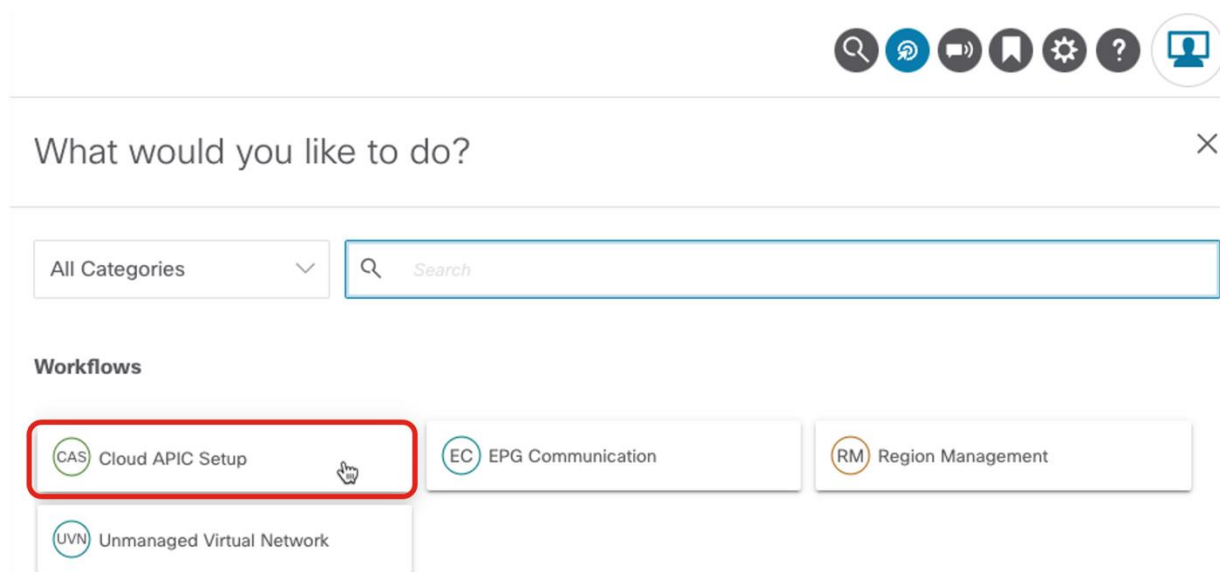 ?
What would you like to do?
All Categories
Search
Workflows
CAS Cloud APIC Setup
EC EPG Communication
RM Region Management
UVN Unmanaged Virtual Network